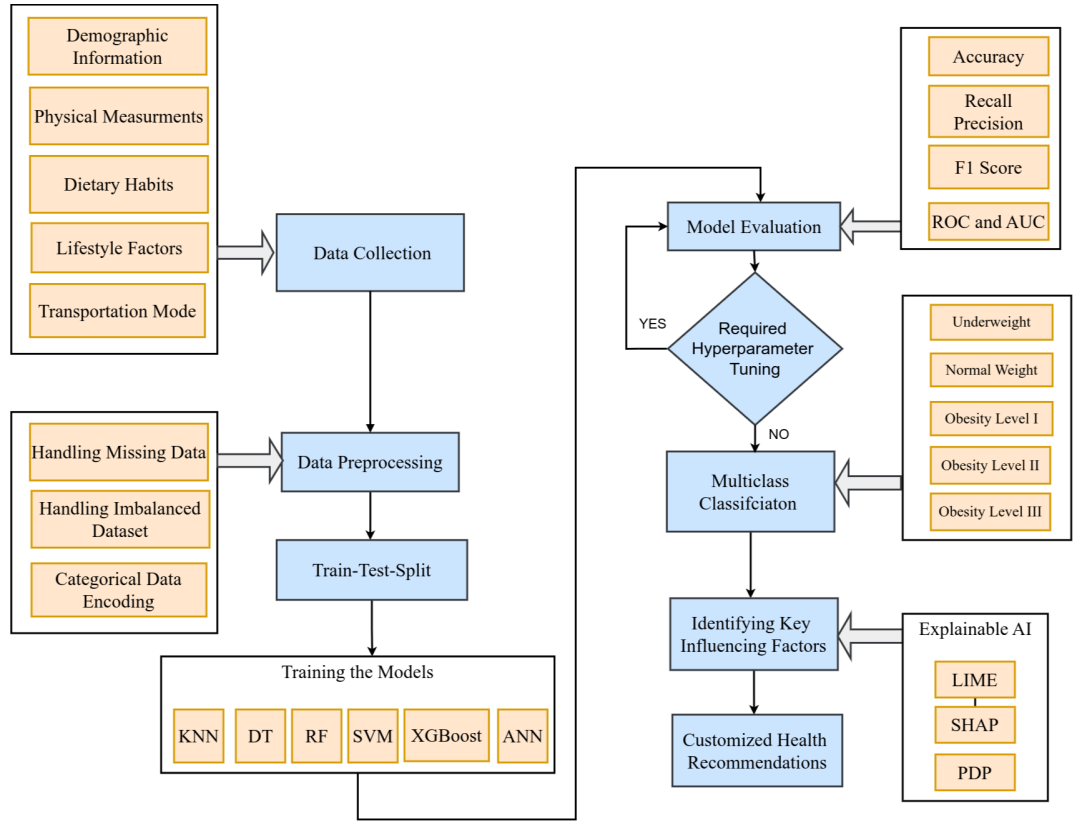 Demographic
Information
Physical Measurments
Dietary Habits
Lifestyle Factors
Transportation Mode
Data Collection
Handling Missing Data
Handling Imbalanced
Dataset
Categorical Data
Encoding
Data Preprocessing
Train-Test-Split
Training the Models
KNN
DT
RF
SVM
XGBoost
ANN
Accuracy
Recall
Precision
F1 Score
ROC and AUC
Model Evaluation
YES
Required
Hyperparameter
Tuning
NO
Underweight
Normal Weight
Obesity Level I
Obesity Level II
Obesity Level III
Multiclass
Classifciaton
Identifying Key
Influencing Factors
Explainable AI
LIME
SHAP
PDP
Customized Health
Recommendations